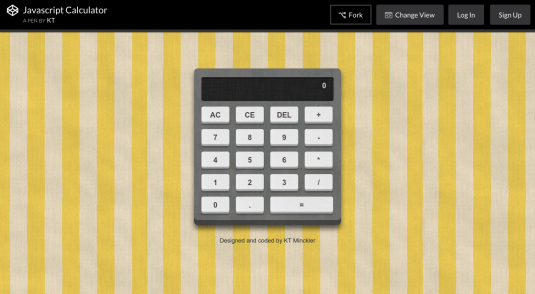 Javascript Calculator
A PEN BY KT
Fork
Change View
Log In
Sign Up
0
AC CE DEL +
7 8 9 -
4 5 6 *
1 2 3 /
0 . =
Designed and coded by KT Minckler